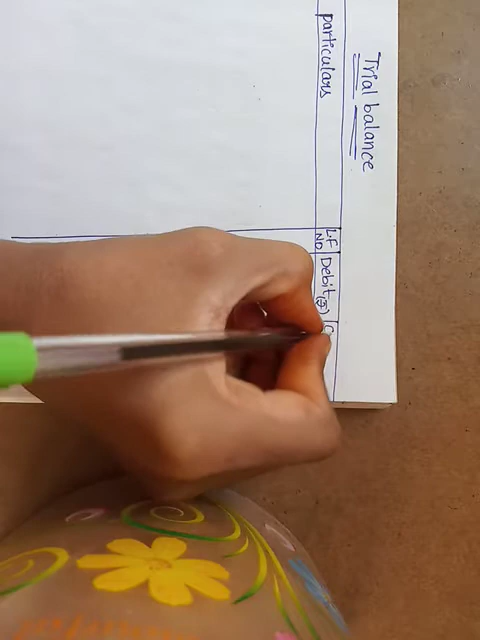 Trial balance
particulars
L.F
No
Debit(₹)
C